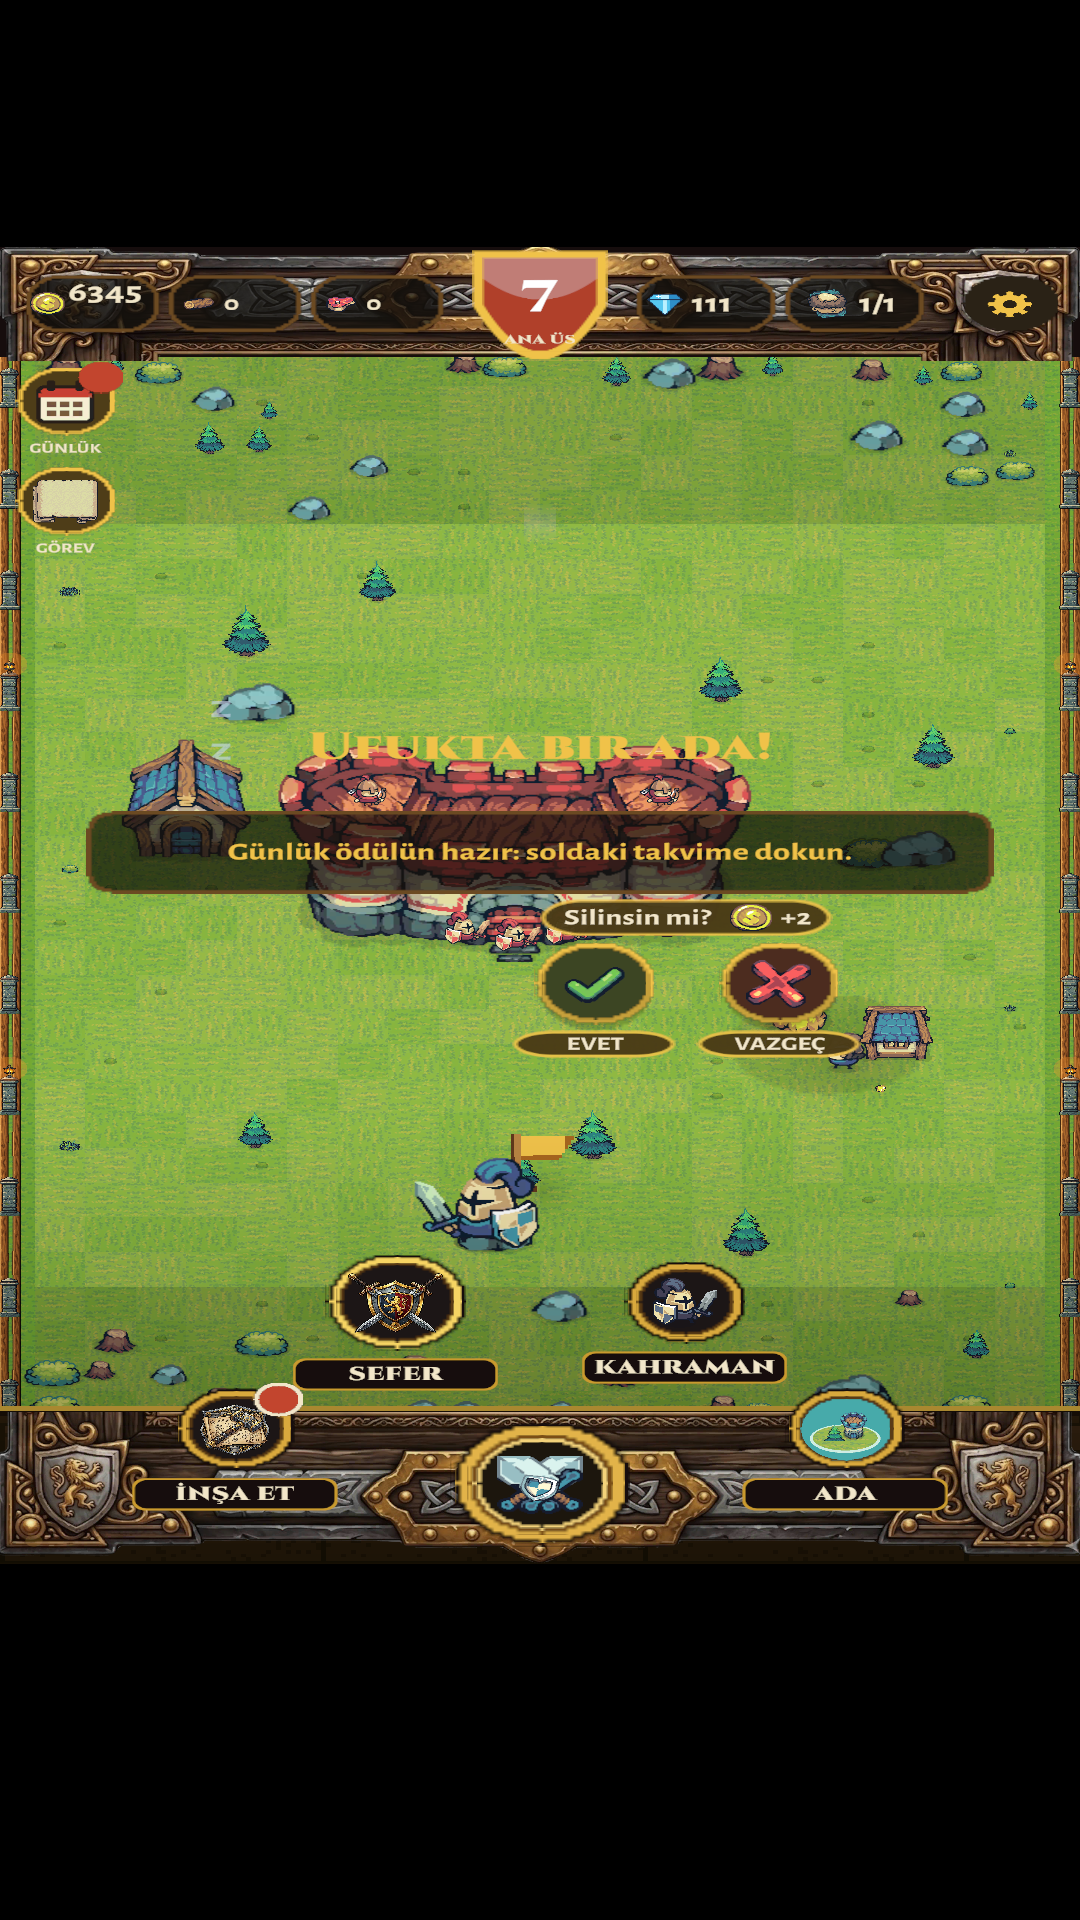 6345
0
0
7
ANA ÜS
111
1/1
GÜNLÜK
GÖREV
Z
Z
UFUKTA BIR ADA!
Günlük ödülün hazır: soldaki takvime dokun.
Silinsin mi? +2
EVET
VAZGEÇ
SEFER
KAHRAMAN
İNŞA ET
ADA